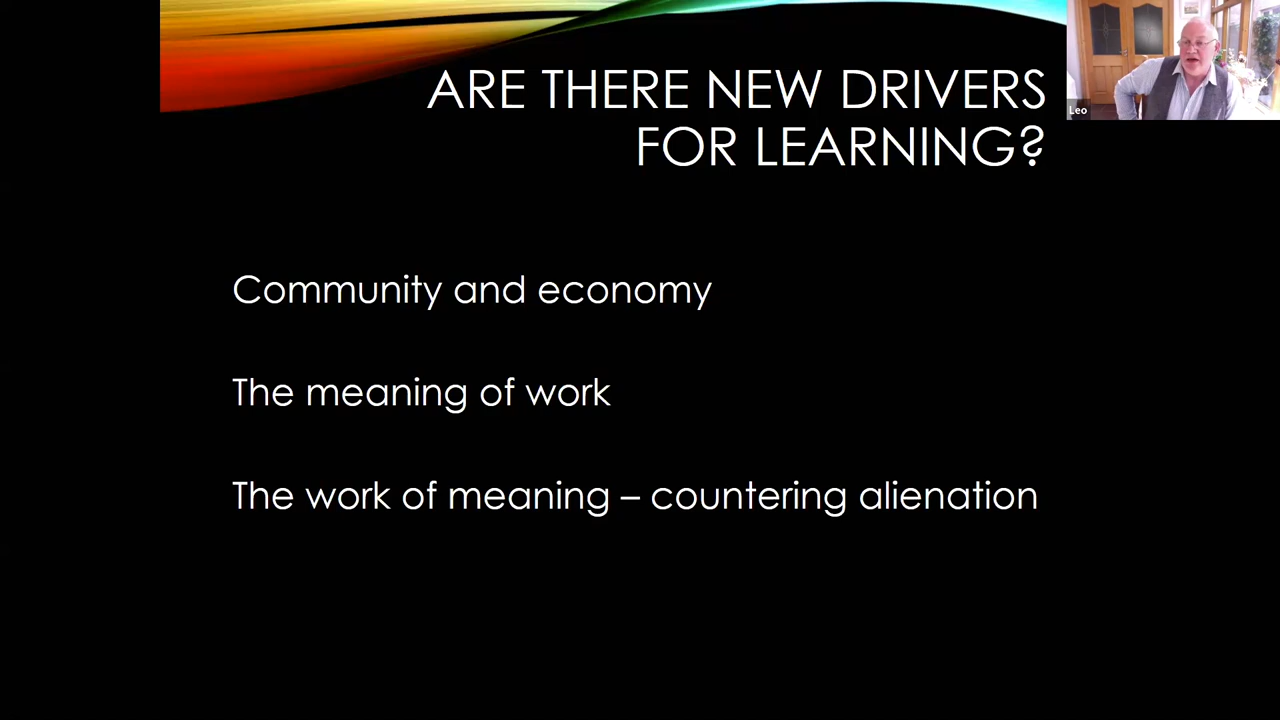 ARE THERE NEW DRIVERS
FOR LEARNING?
Leo
Community and economy
The meaning of work
The work of meaning – countering alienation